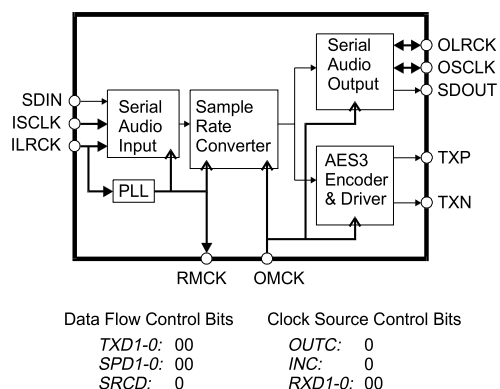 Serial
Audio
Output
OLRCK
OSCLK
SDOUT
SDIN
ISCLK
ILRCK
Serial
Audio
Input
Sample
Rate
Converter
PLL
AES3
Encoder
& Driver
TXP
TXN
RMCK
OMCK
Data Flow Control Bits
TXD1-0: 00
SPD1-0: 00
SRCD: 0
Clock Source Control Bits
OUTC: 0
INC: 0
RXD1-0: 00